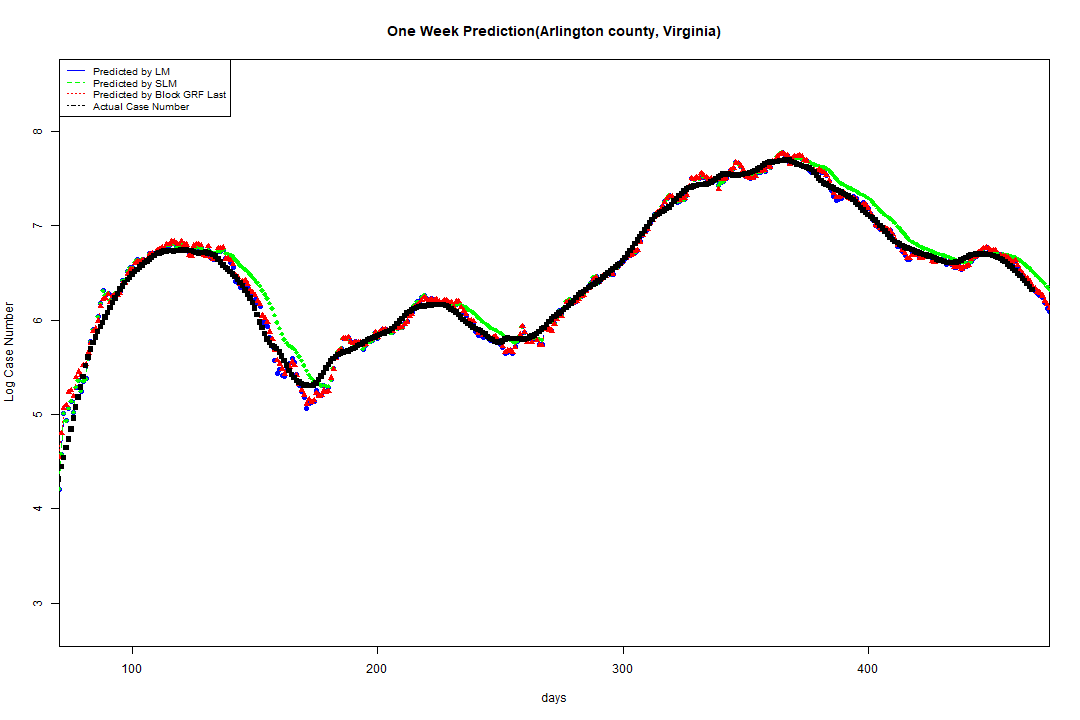 One Week Prediction(Arlington county, Virginia)
Predicted by LM
Predicted by SLM
Predicted by Block GRF Last
Actual Case Number
8
7
6
5
4
3
Log Case Number
100 200 300 400
days